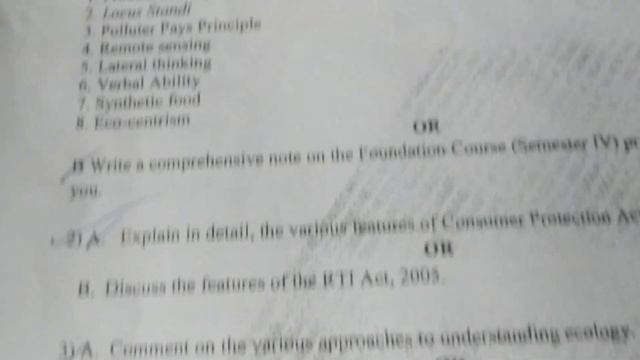 2. Locus Standi
3. Polluter Pays Principle
4. Remote sensing
5. Lateral thinking
6. Verbal Ability
7. Synthetic food
8. Eco-centrism
OR
B Write a comprehensive note on the Foundation Course (Semester IV)
you.
2) A. Explain in detail, the various features of Consumer Protection
OR
B. Discuss the features of the RTI Act, 2005.
3) A. Comment on the various approaches to understanding ecology.